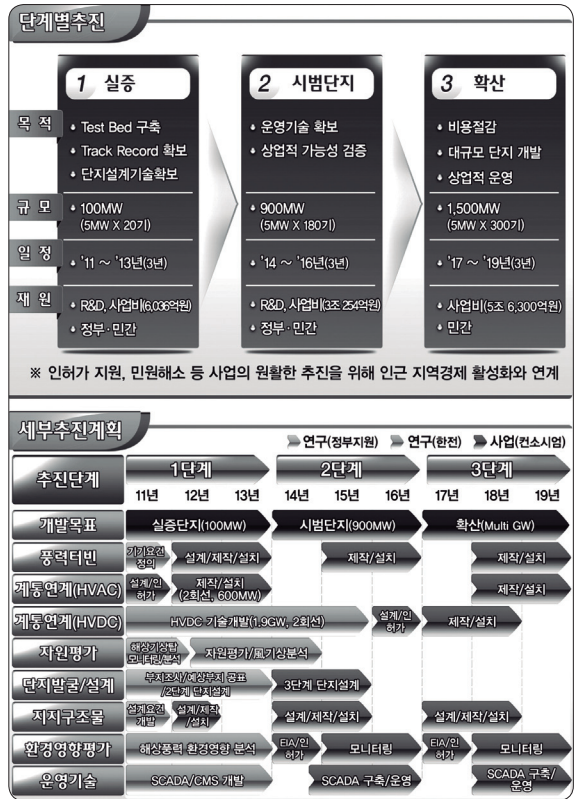 단계별추진
1 실증
2 시범단지
3 확산
목 적
Test Bed 구축
Track Record 확보
단지설계기술확보
운영기술 확보
상업적 가능성 검증
비용절감
대규모 단지 개발
상업적 운영
규 모
100MW
(5MW X 20기)
900MW
(5MW X 180기)
1,500MW
(5MW X 300기)
일 정
'11 ~ '13년(3년)
'14 ~ '16년(3년)
'17 ~ '19년(3년)
재 원
R&D, 사업비(6,036억원)
정부·민간
R&D, 사업비(3조 254억원)
정부·민간
사업비(5조 6,300억원)
민간
※ 인허가 지원, 민원해소 등 사업의 원활한 추진을 위해 인근 지역경제 활성화와 연계
세부추진계획
연구(정부지원) 연구(한전) 사업(컨소시엄)
추진단계 1단계 2단계 3단계
11년 12년 13년 14년 15년 16년 17년 18년 19년
개발목표 실증단지(100MW) 시범단지(900MW) 확산(Multi GW)
풍력터빈 기기요건
정의 설계/제작/설치 제작/설치 제작/설치
계통연계(HVAC) 설계/인
허가 제작/설치
(2회선, 600MW) 제작/설치
계통연계(HVDC) HVDC 기술개발(1.9GW, 2회선) 설계/인
허가 제작/설치
자원평가 해상기상탑
모니터링/분석 자원평가/風기상분석
단지발굴/설계 부지조사/예상부지 공표
/2단계 단지설계 3단계 단지설계
지지구조물 설계요건
개발 설계/제작
/설치 설계/제작/설치 설계/제작/설치
환경영향평가 해상풍력 환경영향 분석 EIA/인
허가 모니터링 EIA/인
허가 모니터링
운영기술 SCADA/CMS 개발 SCADA 구축/운영 SCADA 구축/
운영